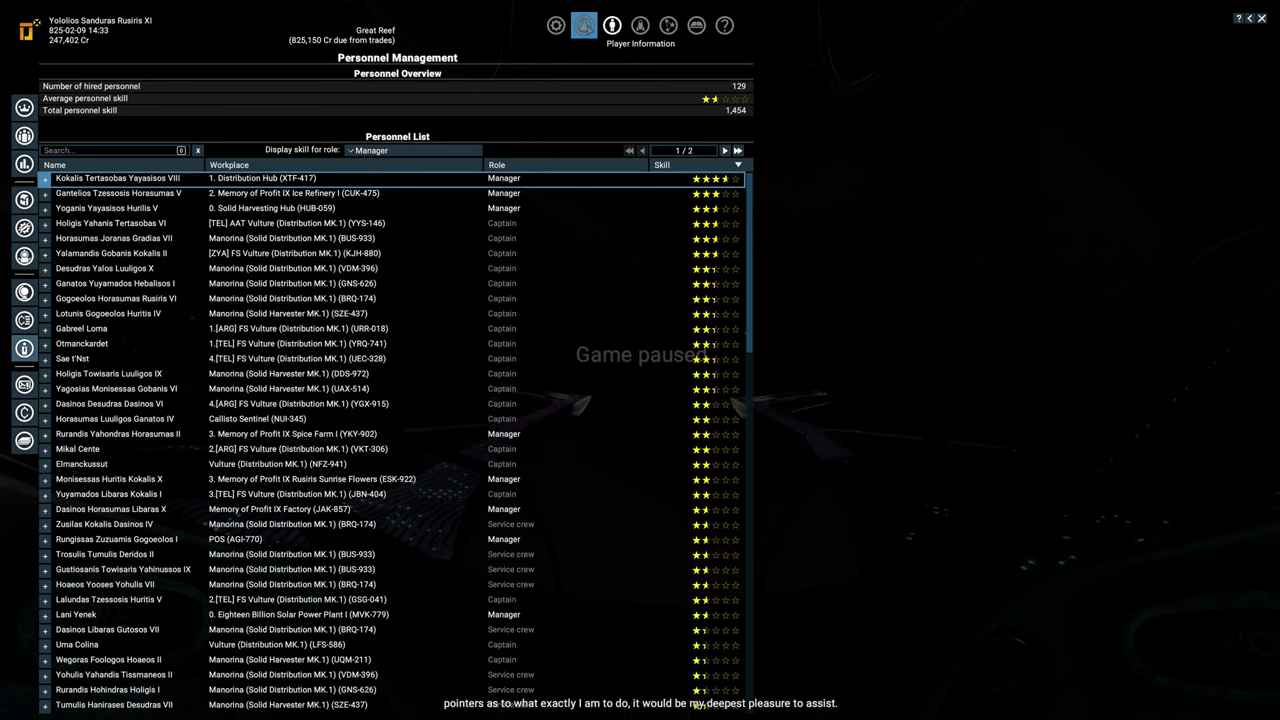 Yololios Sanduras Rusiris XI
825-02-09 14:33
247,402 Cr
Great Reef
(825,150 Cr due from trades)
Player Information
Personnel Management
Personnel Overview
Number of hired personnel 129
Average personnel skill
Total personnel skill 1,454
Personnel List
Search... 0 x Display skill for role: Manager 1 / 2
Name Workplace Role Skill
Kokalis Tertasobas Yayasisos VIII 1. Distribution Hub (XTF-417) Manager
Gantelios Tzessosis Horasumas V 2. Memory of Profit IX Ice Refinery I (CUK-475) Manager
Yoganis Yayasisos Hurilis V 0. Solid Harvesting Hub (HUB-059) Manager
Holigis Yahanis Tertasobas VI [TEL] AAT Vulture (Distribution MK.1) (YYS-146) Captain
Horasumas Joranas Gradias VII Manorina (Solid Distribution MK.1) (BUS-933) Captain
Yalamandis Gobanis Kokalis II [ZYA] FS Vulture (Distribution MK.1) (KJH-880) Captain
Desudras Yalos Luuligos X Manorina (Solid Distribution MK.1) (VDM-396) Captain
Ganatos Yuyamados Hebalisos I Manorina (Solid Distribution MK.1) (GNS-626) Captain
Gogoeolos Horasumas Rusiris VI Manorina (Solid Distribution MK.1) (BRQ-174) Captain
Lotunis Gogoeolos Huritis IV Manorina (Solid Harvester MK.1) (SZE-437) Captain
Gabreel Loma 1.[ARG] FS Vulture (Distribution MK.1) (URR-018) Captain
Otmanckardet 1.[TEL] FS Vulture (Distribution MK.1) (YRQ-741) Captain
Sae t'Nst 4.[TEL] FS Vulture (Distribution MK.1) (UEC-328) Captain
Holigis Towisaris Luuligos IX Manorina (Solid Harvester MK.1) (DDS-972) Captain
Yagosias Monisessas Gobanis VI Manorina (Solid Harvester MK.1) (UAX-514) Captain
Dasinos Desudras Dasinos VI 4.[ARG] FS Vulture (Distribution MK.1) (YGX-915) Captain
Horasumas Luuligos Ganatos IV Callisto Sentinel (NUI-345) Captain
Rurandis Yahondras Horasumas II 3. Memory of Profit IX Spice Farm I (YKY-902) Manager
Mikal Cente 2.[ARG] FS Vulture (Distribution MK.1) (VKT-306) Captain
Elmanckussut Vulture (Distribution MK.1) (NFZ-941) Captain
Monisessas Huritis Kokalis X 3. Memory of Profit IX Rusiris Sunrise Flowers (ESK-922) Manager
Yuyamados Libaras Kokalis I 3.[TEL] FS Vulture (Distribution MK.1) (JBN-404) Captain
Dasinos Horasumas Libaras X Memory of Profit IX Factory (JAK-857) Manager
Zusilas Kokalis Dasinos IV Manorina (Solid Distribution MK.1) (BRQ-174) Service crew
Rungissas Zuzuamis Gogoeolos I POS (AGI-770) Manager
Trosulis Tumulis Deridos II Manorina (Solid Distribution MK.1) (BUS-933) Service crew
Gustiosanis Towisaris Yahinussos IX Manorina (Solid Distribution MK.1) (BUS-933) Service crew
Hoaeos Yooses Yohulis VII Manorina (Solid Distribution MK.1) (BRQ-174) Service crew
Lalundas Tzessosis Huritis V 2.[TEL] FS Vulture (Distribution MK.1) (GSG-041) Captain
Lani Yenek 0. Eighteen Billion Solar Power Plant I (MVK-779) Manager
Dasinos Libaras Gutosos VII Manorina (Solid Distribution MK.1) (BRQ-174) Service crew
Uma Colina Vulture (Distribution MK.1) (LFS-586) Captain
Wegoras Foologos Hoaeos II Manorina (Solid Harvester MK.1) (UQM-211) Captain
Yohulis Yahandis Tissmaneos II Manorina (Solid Distribution MK.1) (VDM-396) Service crew
Rurandis Hohindras Holigis I Manorina (Solid Distribution MK.1) (GNS-626) Service crew
Tumulis Hanirases Desudras VII Manorina (Solid Harvester MK.1) (SZE-437) Service crew
Game paused
pointers as to what exactly I am to do, it would be my deepest pleasure to assist.